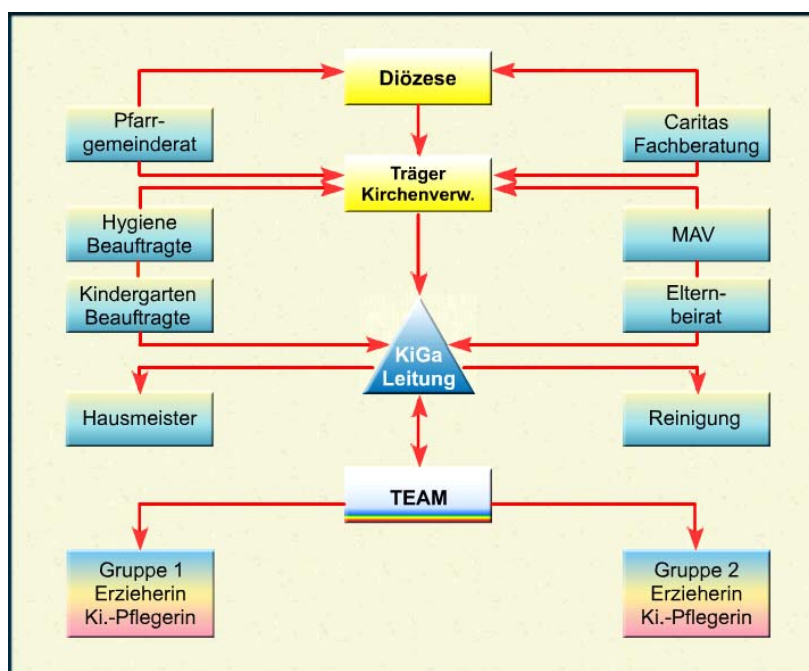 Diözese
Pfarr-
gemeinderat
Caritas
Fachberatung
Träger
Kirchenverw.
Hygiene
Beauftragte
MAV
Kindergarten
Beauftragte
Eltern-
beirat
KiGa
Leitung
Hausmeister
Reinigung
TEAM
Gruppe 1
Erzieherin
Ki.-Pflegerin
Gruppe 2
Erzieherin
Ki.-Pflegerin